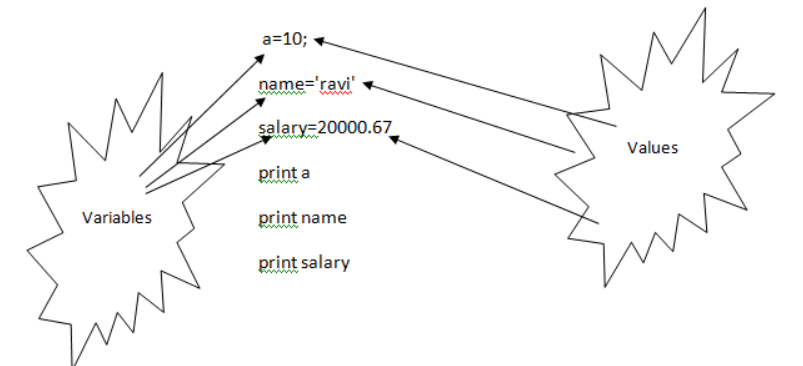 a=10;
name='ravi'
salary=20000.67
Values
print a
Variables
print name
print salary